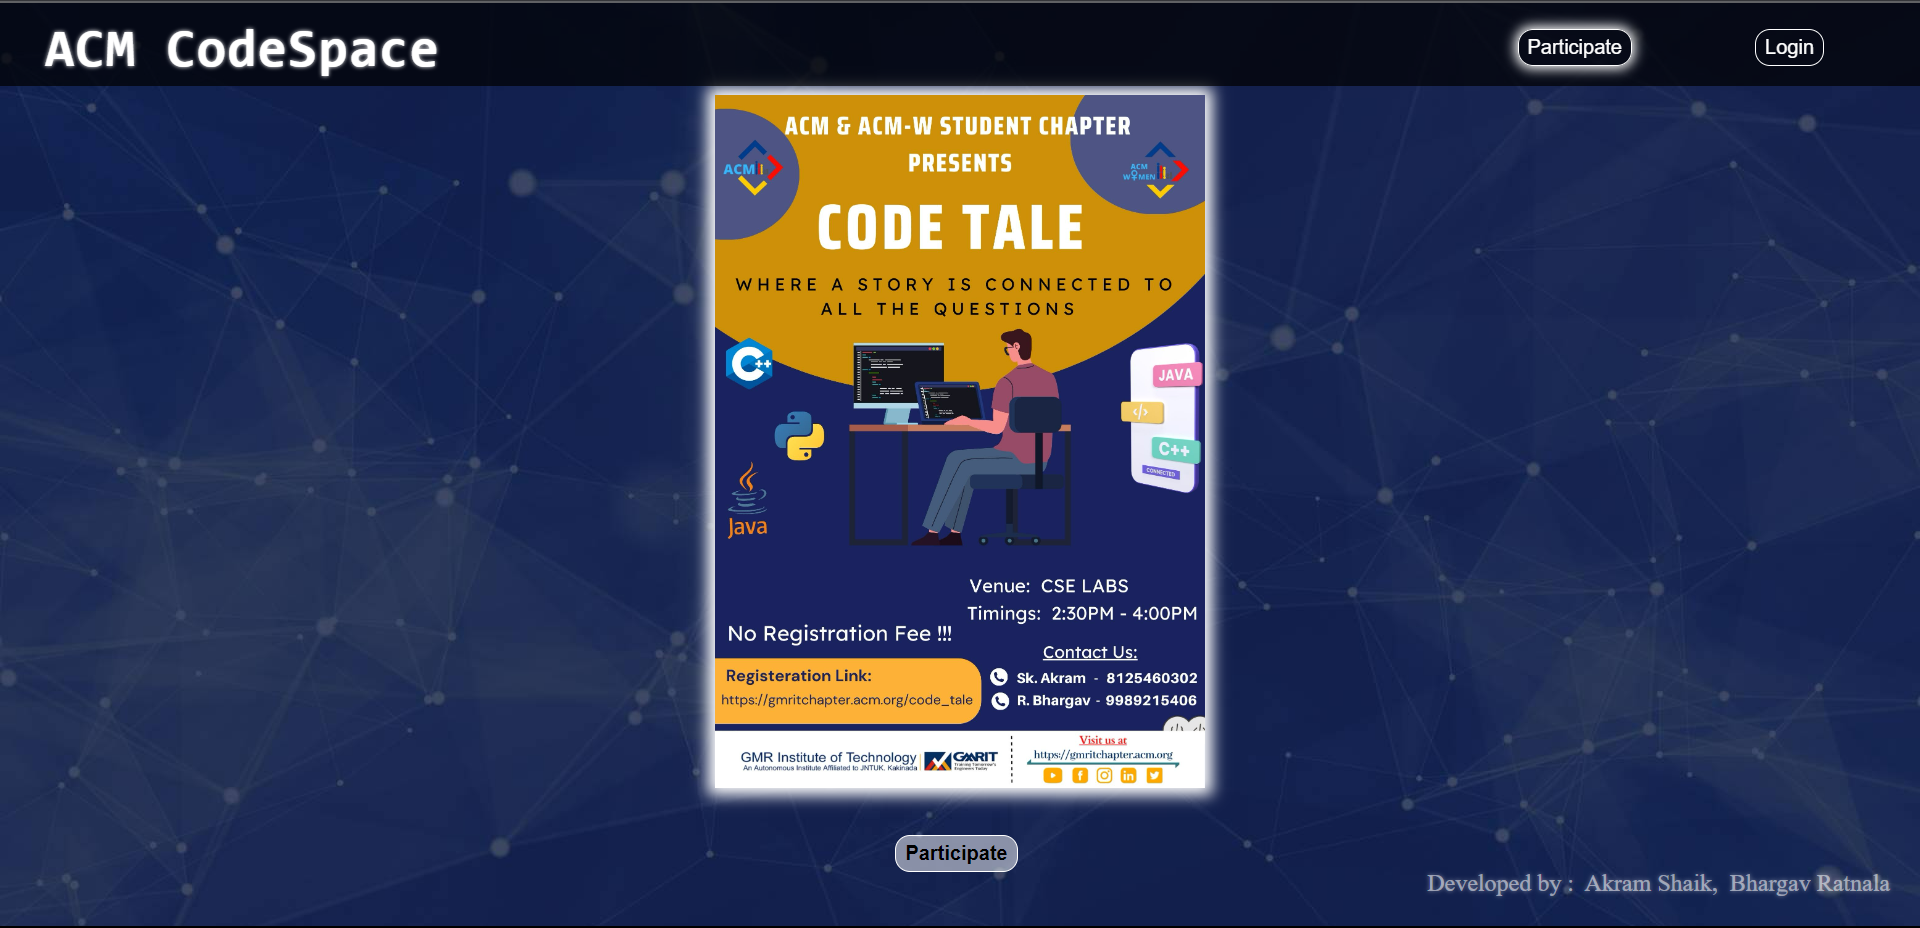 ACM CodeSpace
Participate
Login
ACM & ACM-W STUDENT CHAPTER
PRESENTS
ACM
ACM
WOMEN
CODE TALE
WHERE A STORY IS CONNECTED TO
ALL THE QUESTIONS
C++
JAVA
</>
C++
CONNECTED
Java
Venue: CSE LABS
Timings: 2:30PM - 4:00PM
No Registration Fee !!!
Contact Us:
Registeration Link:
https://gmritchapter.acm.org/code_tale
Sk. Akram - 8125460302
R. Bhargav - 9989215406
GMR Institute of Technology
An Autonomous Institute Affiliated to JNTUK, Kakinada
GMRIT
Training Tomorrow's
Engineers Today
Visit us at
https://gmritchapter.acm.org
Participate
Developed by : Akram Shaik, Bhargav Ratnala